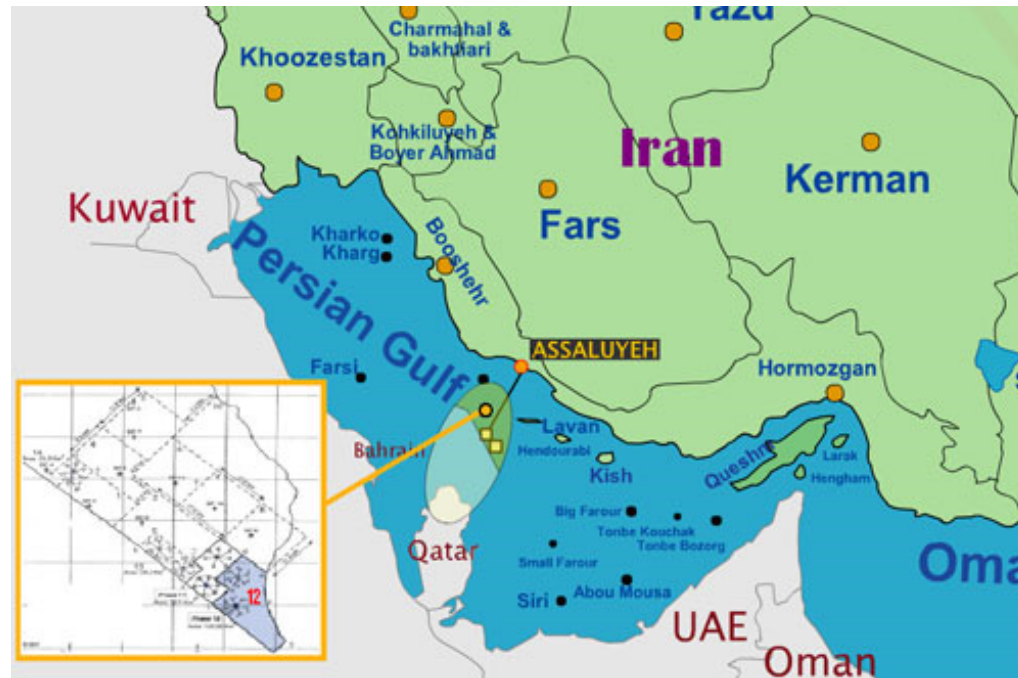 Yazd
Charmahal &
bakhtiari
Khoozestan
Kohkiluyeh &
Boyer Ahmad
Iran
Kerman
Kuwait
Fars
Kharko
Kharg
Booshehr
Persian Gulf
ASSALUYEH
Farsi
Hormozgan
Lavan
Bahrain
Hendourabi
Queshm
Larak
Kish
Hengham
Big Farour
Tonbe Kouchak
Tonbe Bozorg
Qatar
Small Farour
Oma
Abou Mousa
Siri
12
UAE
Oman